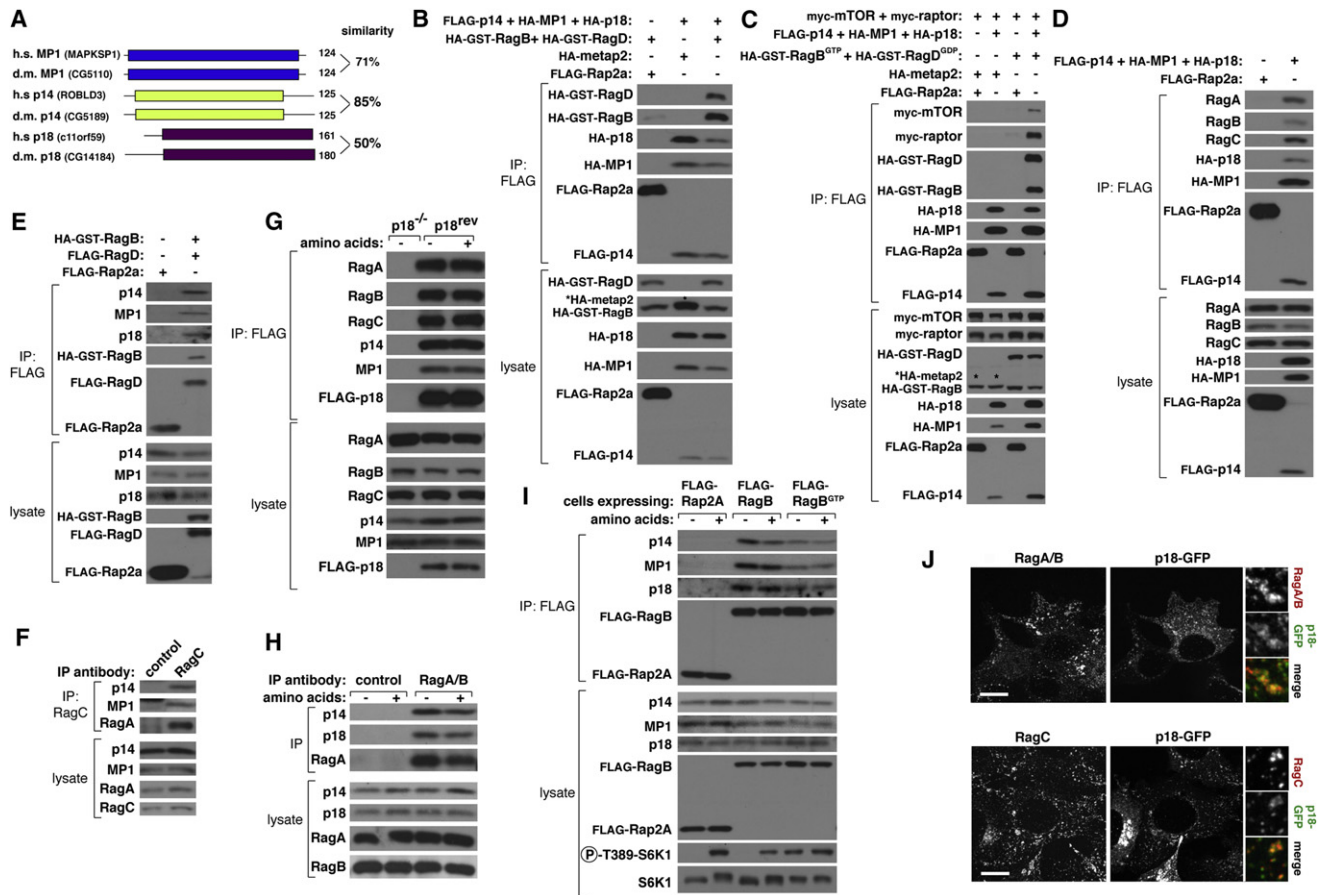 A
similarity
h.s. MP1 (MAPKSP1) 124
d.m. MP1 (CG5110) 124
71%
h.s p14 (ROBLD3) 125
d.m. p14 (CG5189) 125
85%
h.s p18 (c11orf59) 161
d.m. p18 (CG14184) 180
50%
B
FLAG-p14 + HA-MP1 + HA-p18: - + +
HA-GST-RagB+ HA-GST-RagD: + - +
HA-metap2: - + -
FLAG-Rap2a: + - -
IP: FLAG
HA-GST-RagD
HA-GST-RagB
HA-p18
HA-MP1
FLAG-Rap2a
FLAG-p14
lysate
HA-GST-RagD
*HA-metap2 *
HA-GST-RagB
HA-p18
HA-MP1
FLAG-Rap2a
FLAG-p14
C
myc-mTOR + myc-raptor: + + + +
FLAG-p14 + HA-MP1 + HA-p18: - + - +
HA-GST-RagB^GTP + HA-GST-RagD^GDP: - - + +
HA-metap2: + + - -
FLAG-Rap2a: + - + -
IP: FLAG
myc-mTOR
myc-raptor
HA-GST-RagD
HA-GST-RagB
HA-p18
HA-MP1
FLAG-Rap2a
FLAG-p14
lysate
myc-mTOR
myc-raptor
HA-GST-RagD
*HA-metap2 * *
HA-GST-RagB
HA-p18
HA-MP1
FLAG-Rap2a
FLAG-p14
D
FLAG-p14 + HA-MP1 + HA-p18: - +
FLAG-Rap2a: + -
IP: FLAG
RagA
RagB
RagC
HA-p18
HA-MP1
FLAG-Rap2a
FLAG-p14
lysate
RagA
RagB
RagC
HA-p18
HA-MP1
FLAG-Rap2a
FLAG-p14
E
HA-GST-RagB: - +
FLAG-RagD: - +
FLAG-Rap2a: + -
IP: FLAG
p14
MP1
p18
HA-GST-RagB
FLAG-RagD
FLAG-Rap2a
lysate
p14
MP1
p18
HA-GST-RagB
FLAG-RagD
FLAG-Rap2a
F
IP antibody: control RagC
IP: RagC
p14
MP1
RagA
lysate
p14
MP1
RagA
RagC
G
p18^-/- p18^rev
amino acids: - - +
IP: FLAG
RagA
RagB
RagC
p14
MP1
FLAG-p18
lysate
RagA
RagB
RagC
p14
MP1
FLAG-p18
H
IP antibody: control RagA/B
amino acids: - + - +
IP
p14
p18
RagA
lysate
p14
p18
RagA
RagB
I
cells expressing: FLAG-Rap2A FLAG-RagB FLAG-RagB^GTP
amino acids: - + - + - +
IP: FLAG
p14
MP1
p18
FLAG-RagB
FLAG-Rap2A
lysate
p14
MP1
p18
FLAG-RagB
FLAG-Rap2A
Ⓟ-T389-S6K1
S6K1
J
RagA/B p18-GFP
RagA/B
p18-GFP
merge
RagC p18-GFP
RagC
p18-GFP
merge